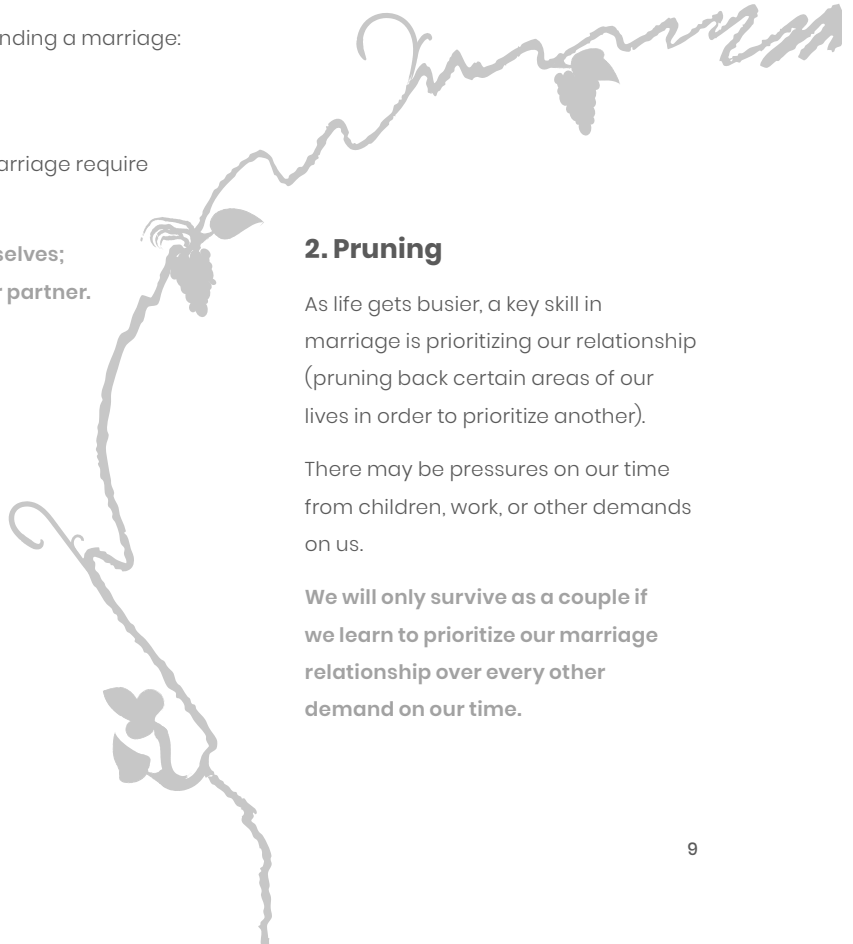 nding a marriage:
arriage require
selves;
partner.
2. Pruning
As life gets busier, a key skill in
marriage is prioritizing our relationship
(pruning back certain areas of our
lives in order to prioritize another).
There may be pressures on our time
from children, work, or other demands
on us.
We will only survive as a couple if
we learn to prioritize our marriage
relationship over every other
demand on our time.
9